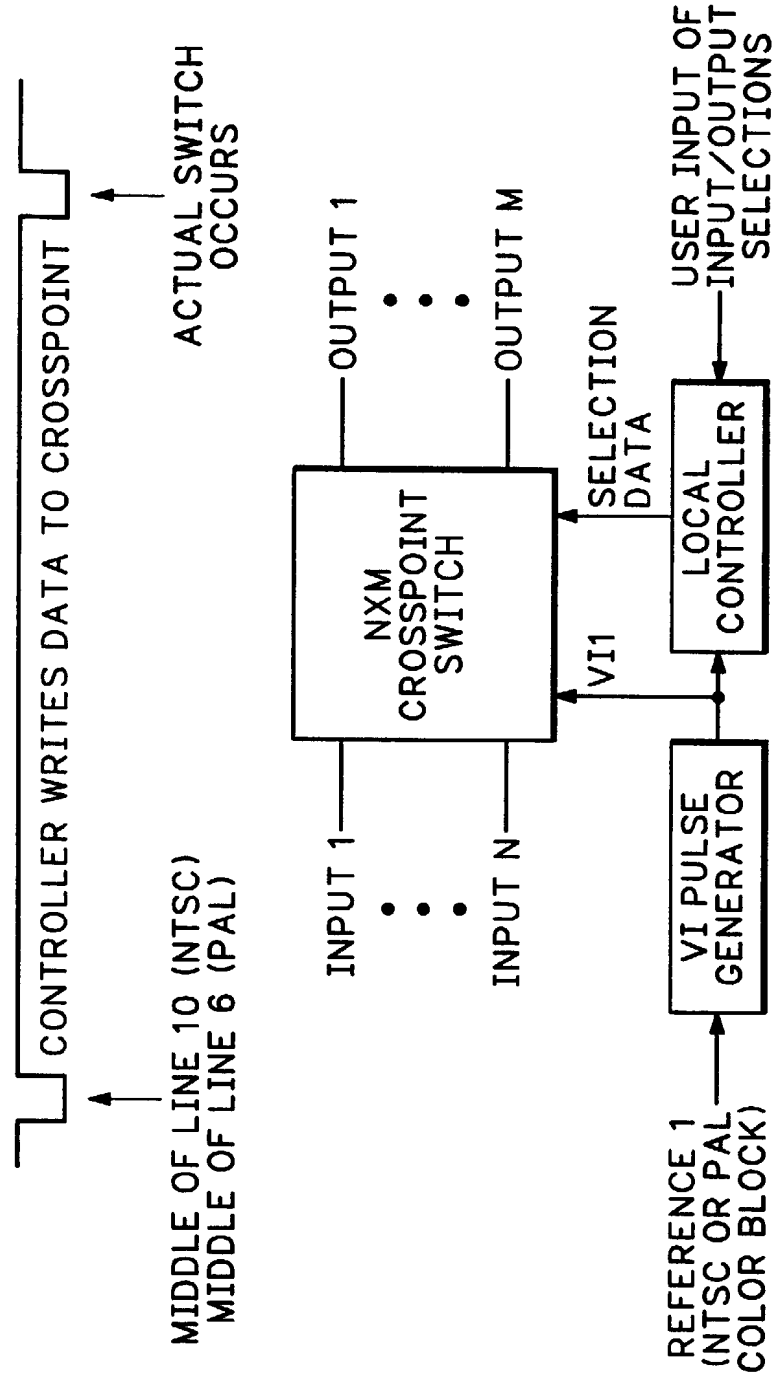 CONTROLLER WRITES DATA TO CROSSPOINT
MIDDLE OF LINE 10 (NTSC)
MIDDLE OF LINE 6 (PAL)
ACTUAL SWITCH
OCCURS
INPUT 1
INPUT N
NXM
CROSSPOINT
SWITCH
OUTPUT 1
OUTPUT M
VI1
SELECTION
DATA
REFERENCE 1
(NTSC OR PAL
COLOR BLOCK)
VI PULSE
GENERATOR
LOCAL
CONTROLLER
USER INPUT OF
INPUT/OUTPUT
SELECTIONS